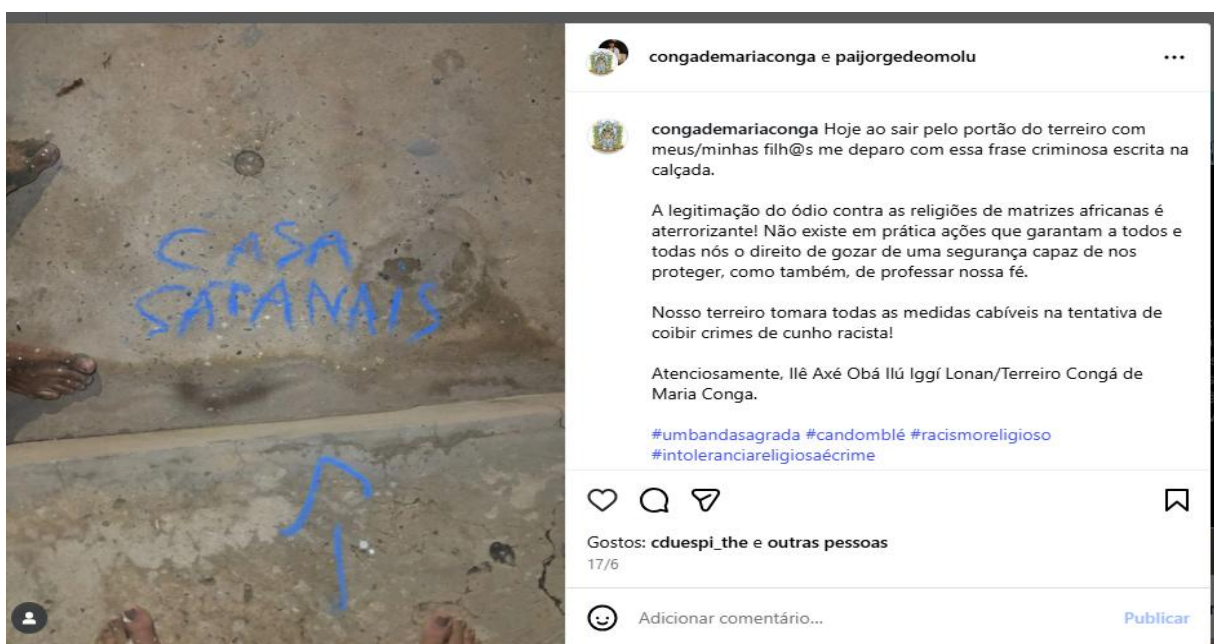 CASA
SATANAIS
congademariaconga e paijorgedeomolu
congademariaconga Hoje ao sair pelo portão do terreiro com
meus/minhas filh@s me deparo com essa frase criminosa escrita na
calçada.
A legitimação do ódio contra as religiões de matrizes africanas é
aterrorizante! Não existe em prática ações que garantam a todos e
todas nós o direito de gozar de uma segurança capaz de nos
proteger, como também, de professar nossa fé.
Nosso terreiro tomara todas as medidas cabíveis na tentativa de
coibir crimes de cunho racista!
Atenciosamente, Ilê Axé Obá Ilú Iggí Lonan/Terreiro Congá de
Maria Conga.
#umbandasagrada #candomblé #racismoreligioso
#intoleranciareligiosaécrime
Gostos: cduespi_the e outras pessoas
17/6
Adicionar comentário...
Publicar